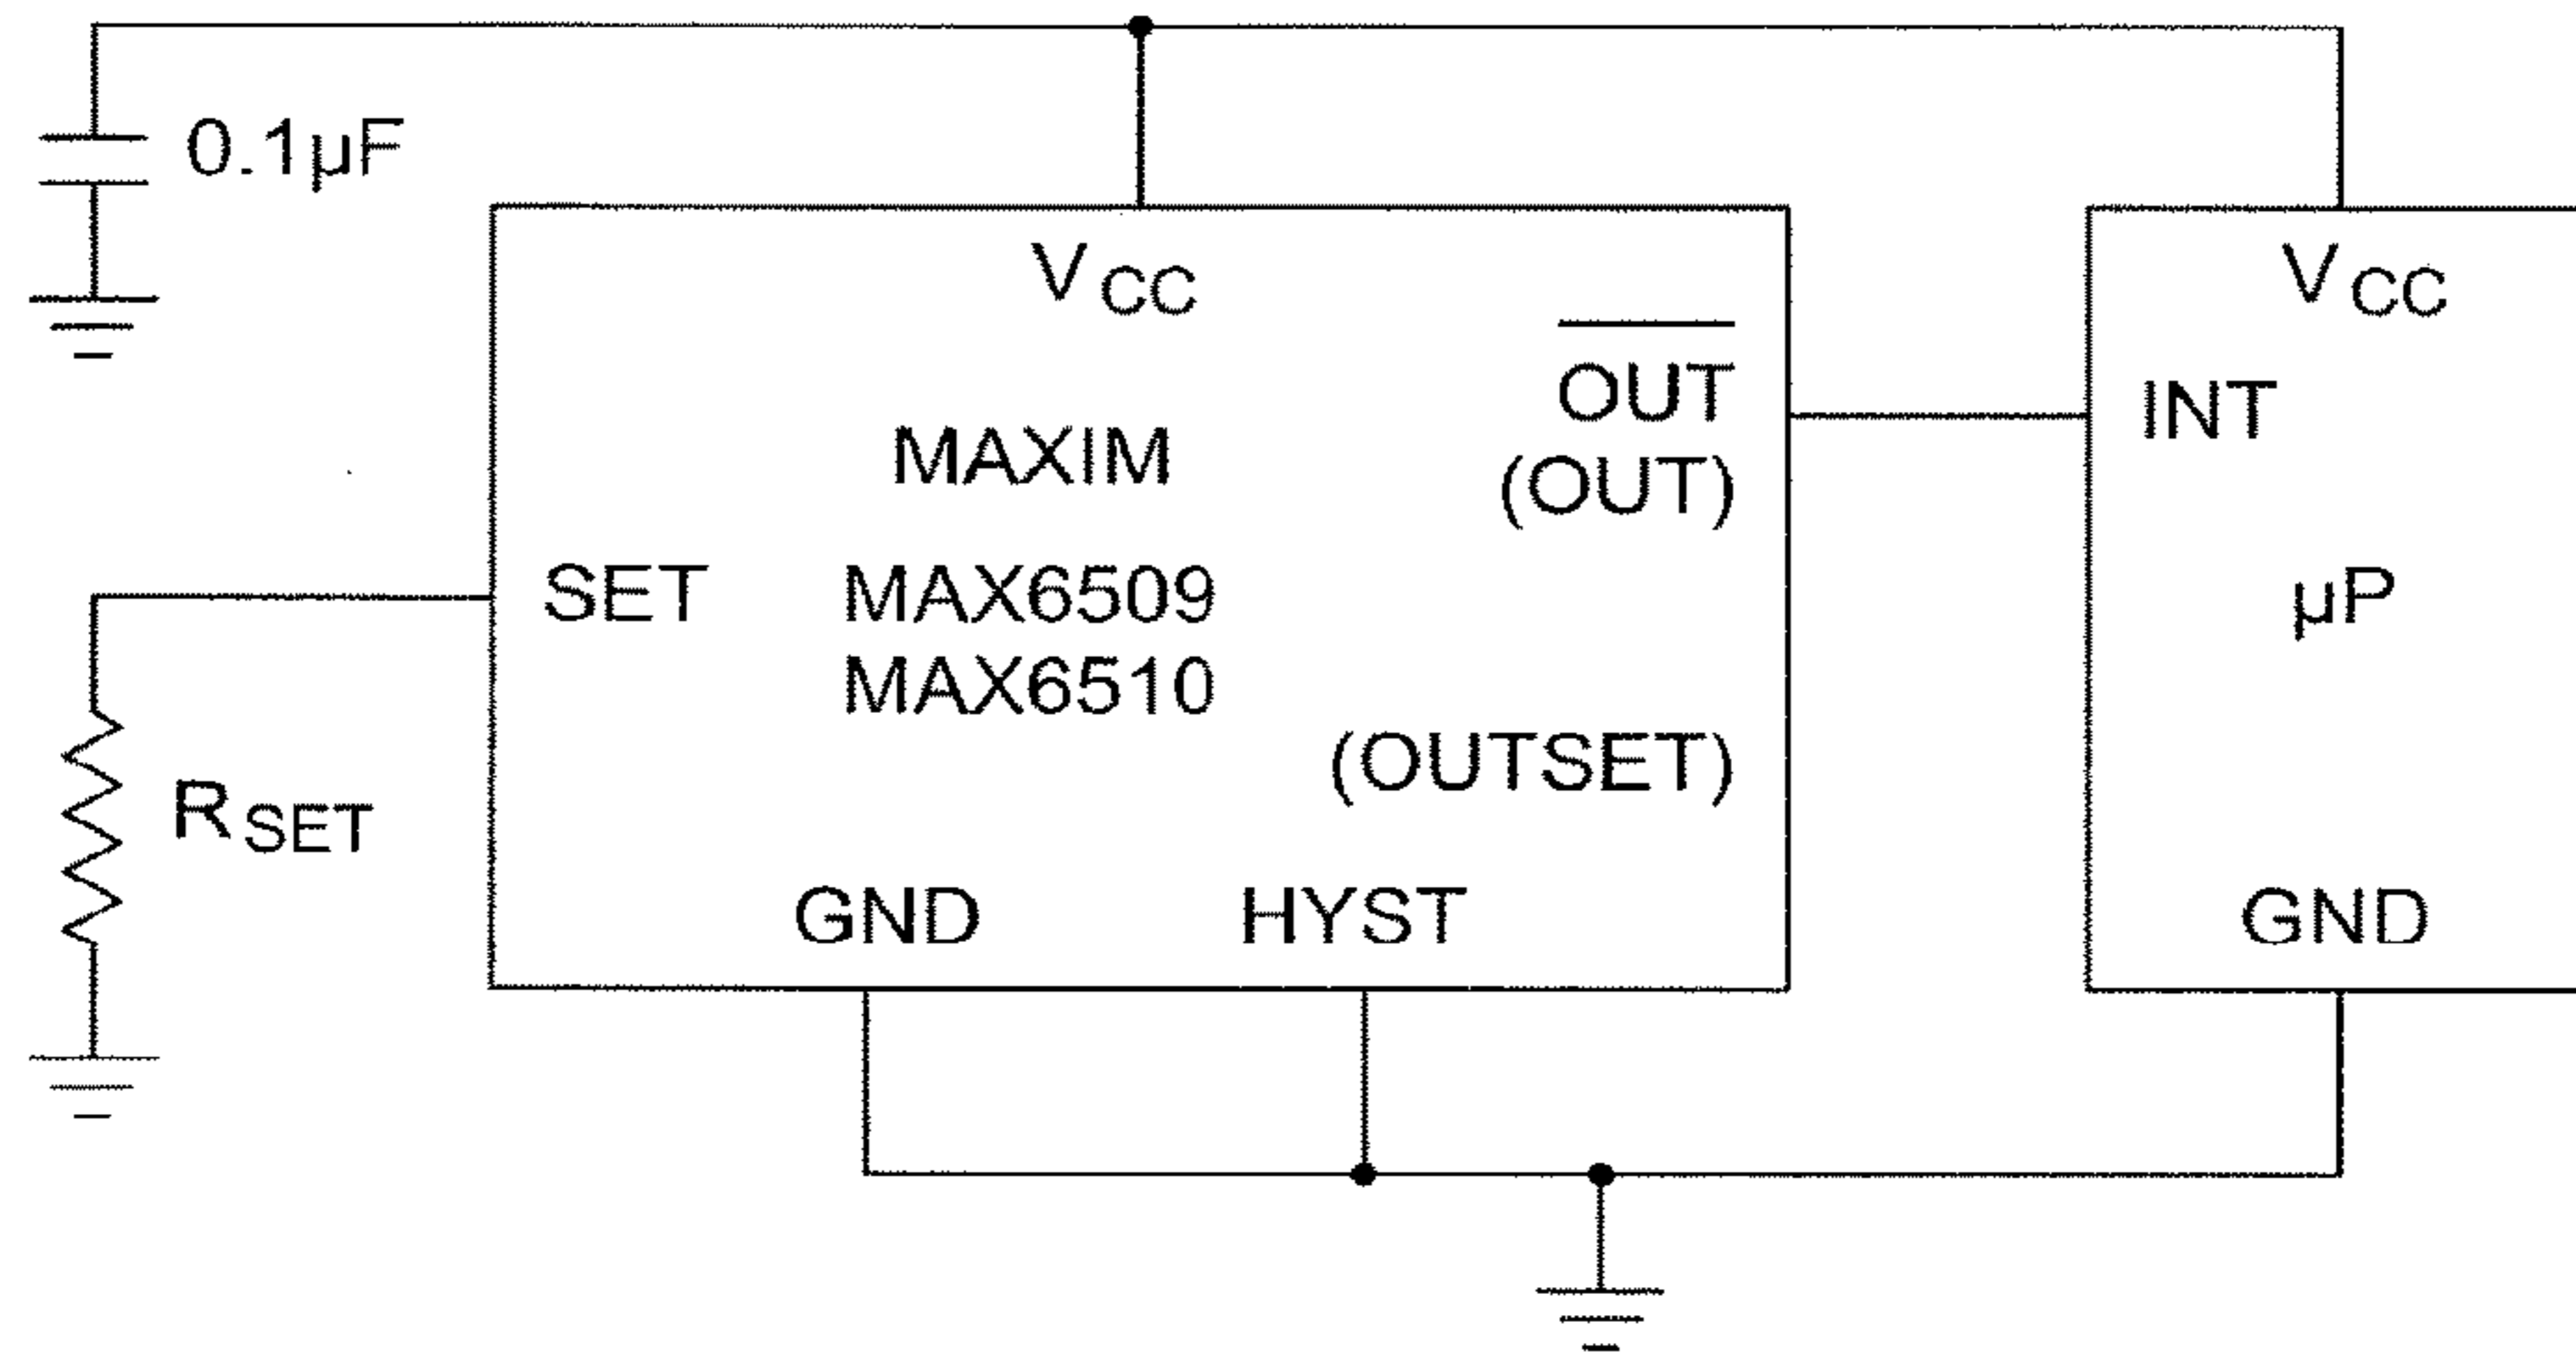 0.1µF
VCC
VCC
OUT
(OUT)
INT
MAXIM
SET
MAX6509
MAX6510
µP
(OUTSET)
RSET
GND
HYST
GND